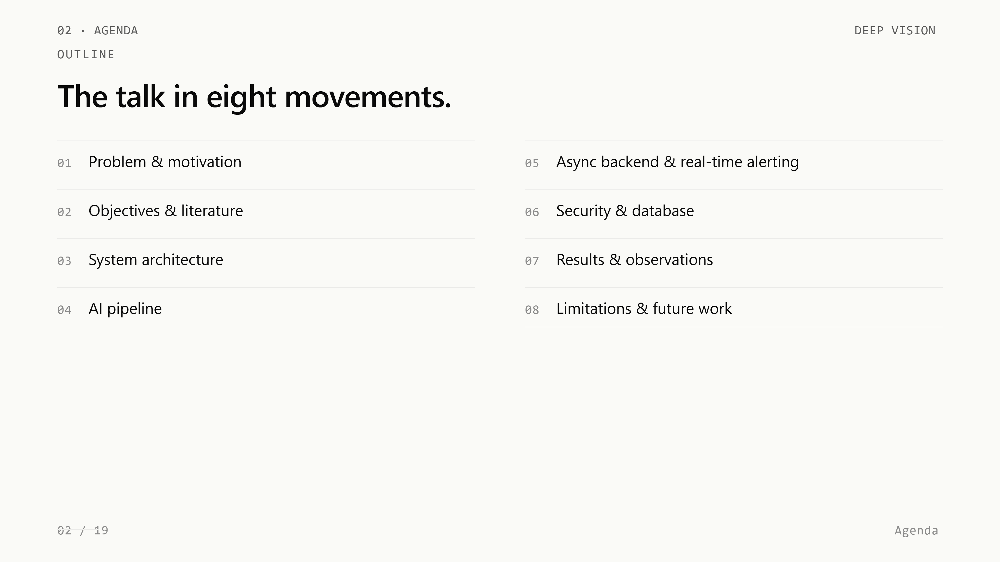 02 · AGENDA
DEEP VISION
OUTLINE
The talk in eight movements.
01 Problem & motivation
02 Objectives & literature
03 System architecture
04 AI pipeline
05 Async backend & real-time alerting
06 Security & database
07 Results & observations
08 Limitations & future work
02 / 19
Agenda